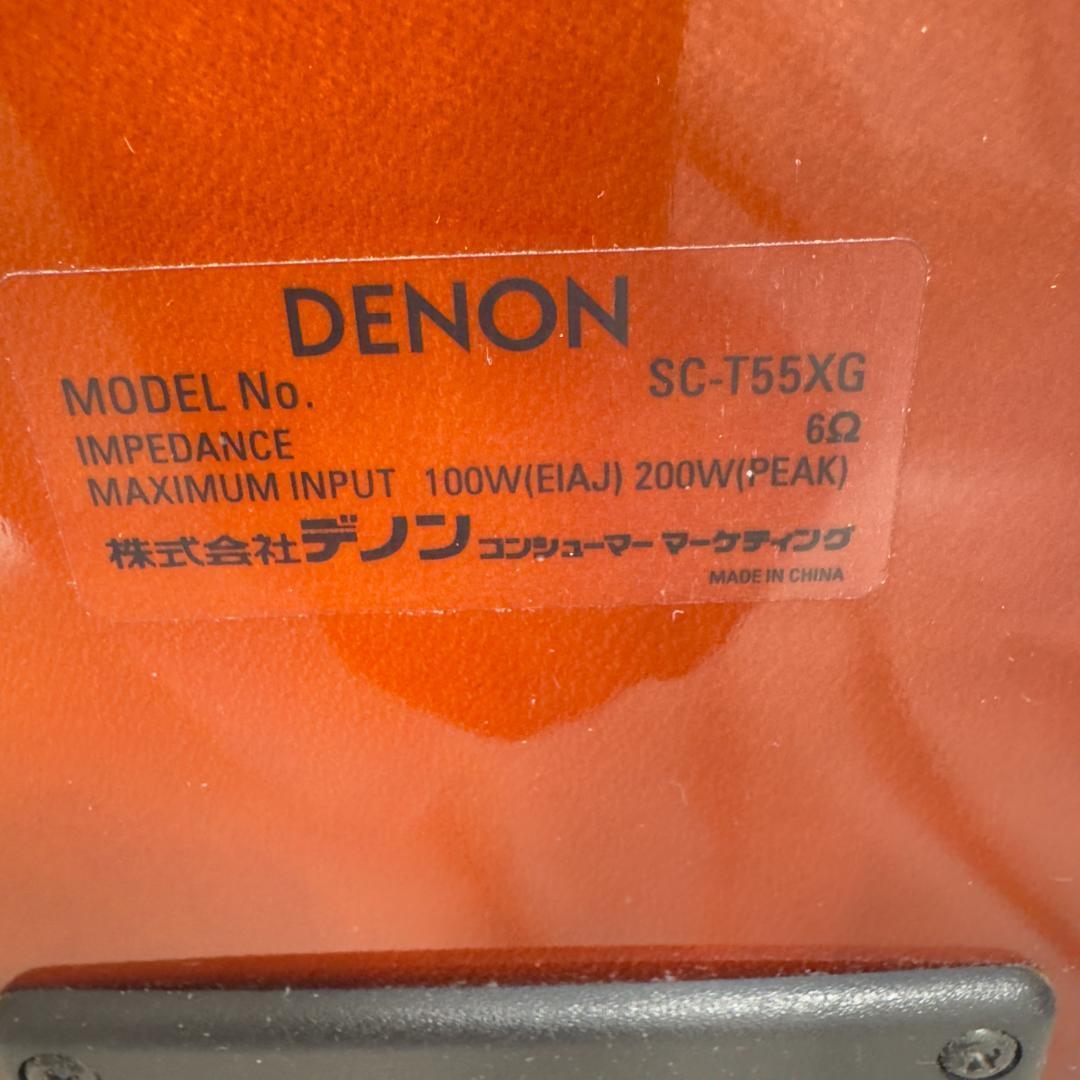 DENON
MODEL No. SC-T55XG
IMPEDANCE 6Ω
MAXIMUM INPUT 100W(EIAJ) 200W(PEAK)
株式会社デノン コンシューマー マーケティング
MADE IN CHINA